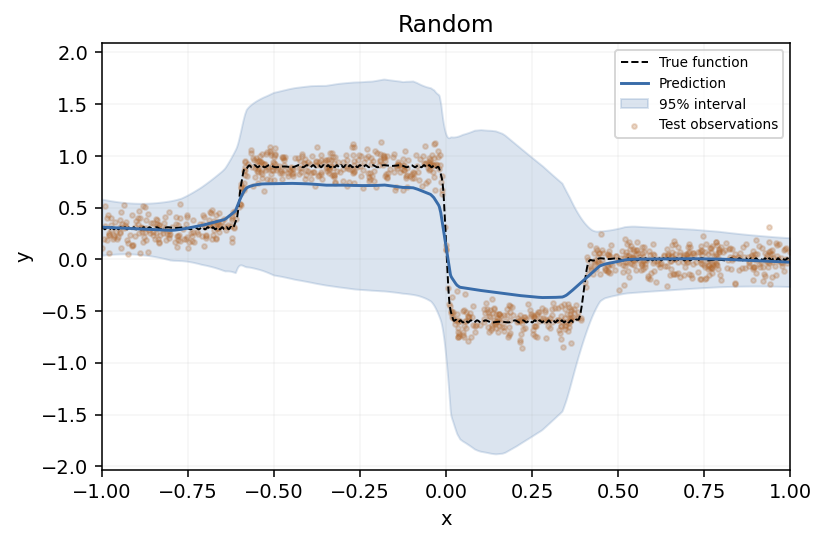 Random
True function
Prediction
95% interval
Test observations
y
2.0
1.5
1.0
0.5
0.0
−0.5
−1.0
−1.5
−2.0
−1.00 −0.75 −0.50 −0.25 0.00 0.25 0.50 0.75 1.00
x